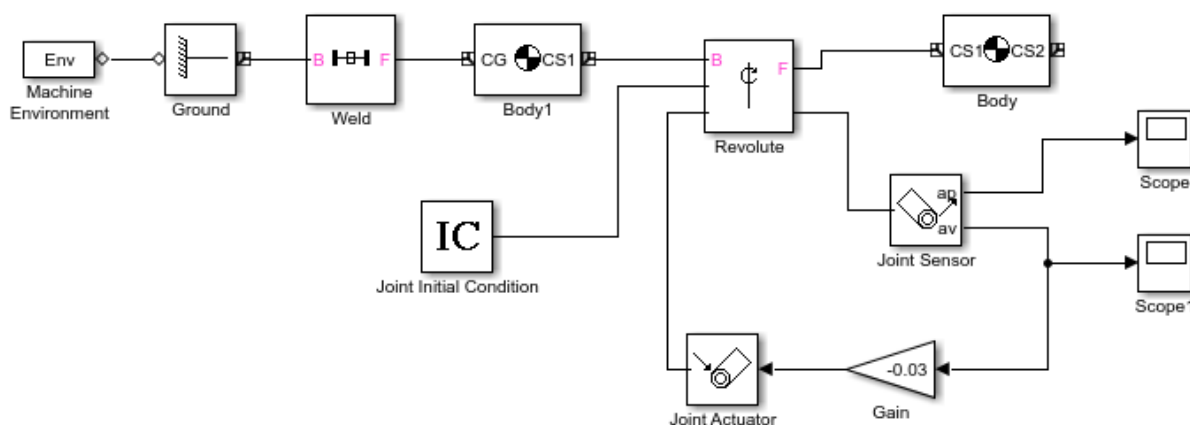 Env
Machine
Environment
Ground
B
F
Weld
CG
CS1
Body1
B
F
Revolute
CS1
CS2
Body
Scope
ap
av
Joint Sensor
Scope1
IC
Joint Initial Condition
Joint Actuator
-0.03
Gain